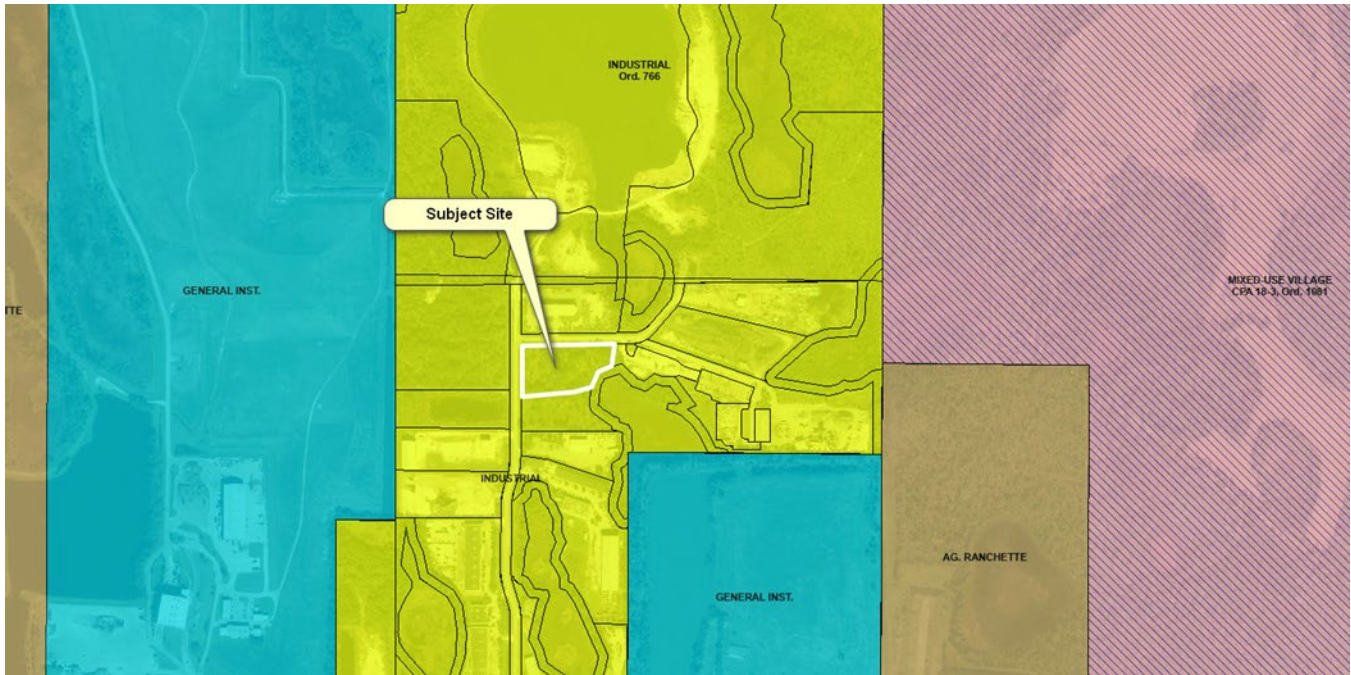 INDUSTRIAL
Ord. 766
Subject Site
GENERAL INST.
MIXED-USE VILLAGE
CPA 18-3, Ord. 1081
TTE
INDUSTRIAL
AG. RANCHETTE
GENERAL INST.